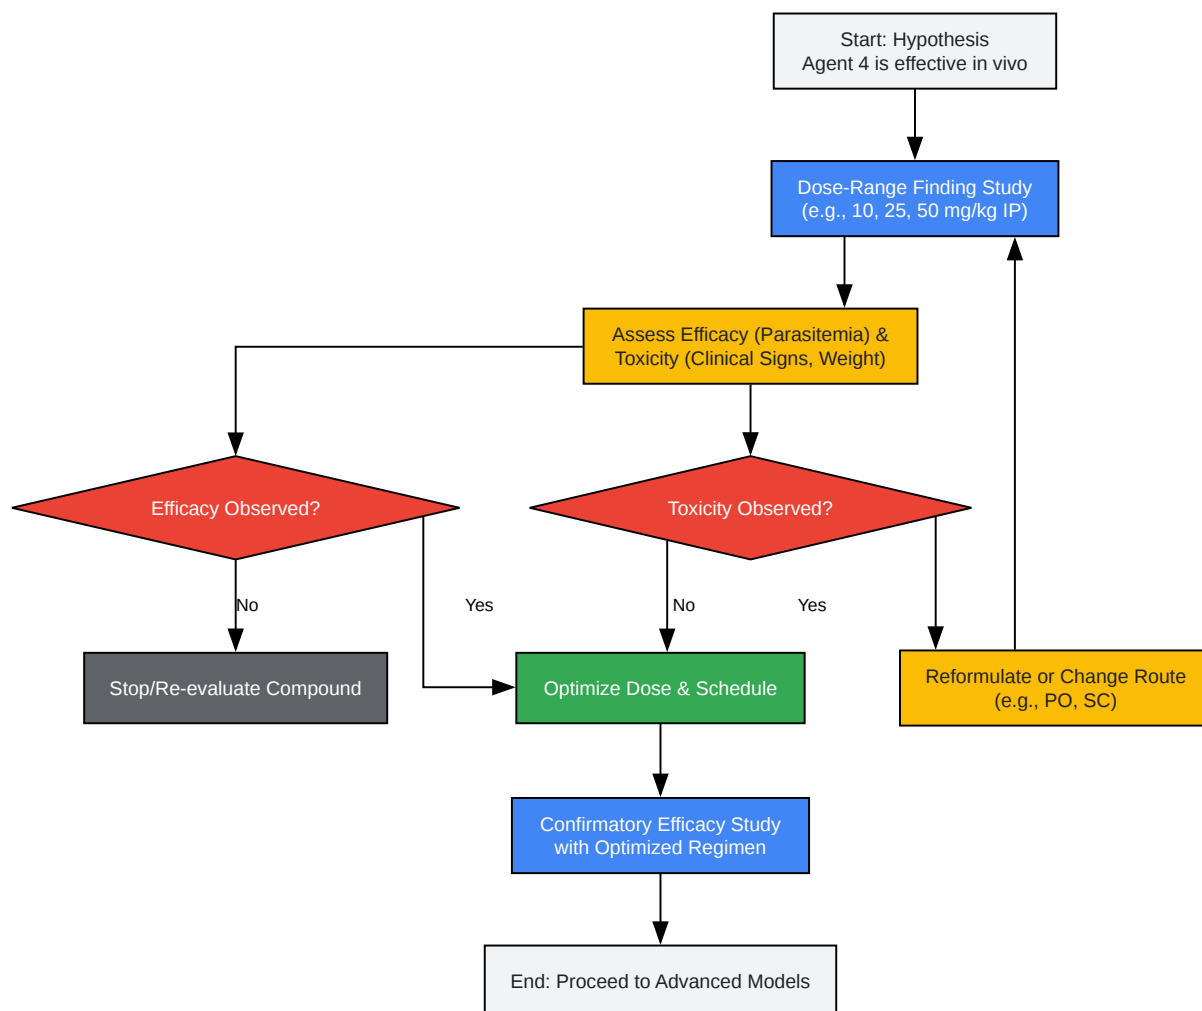 Start: Hypothesis
Agent 4 is effective in vivo
Dose-Range Finding Study
(e.g., 10, 25, 50 mg/kg IP)
Assess Efficacy (Parasitemia) &
Toxicity (Clinical Signs, Weight)
Efficacy Observed?
Toxicity Observed?
No
Yes
No
Yes
Stop/Re-evaluate Compound
Optimize Dose & Schedule
Reformulate or Change Route
(e.g., PO, SC)
Confirmatory Efficacy Study
with Optimized Regimen
End: Proceed to Advanced Models